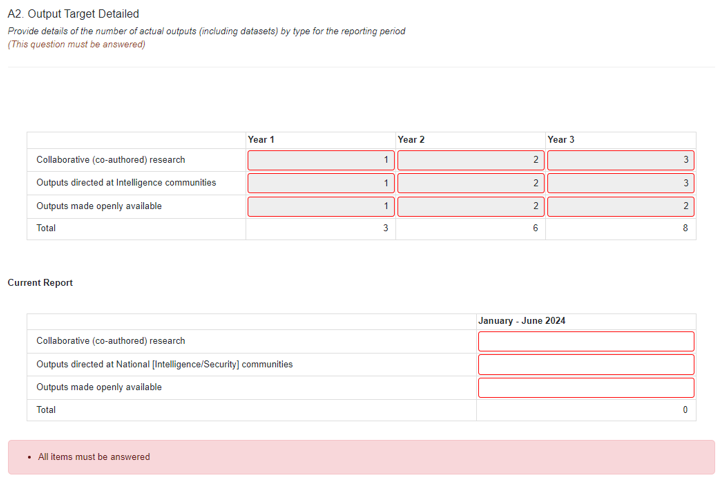 A2. Output Target Detailed
Provide details of the number of actual outputs (including datasets) by type for the reporting period
(This question must be answered)
Year 1 Year 2 Year 3
Collaborative (co-authored) research 1 2 3
Outputs directed at Intelligence communities 1 2 3
Outputs made openly available 1 2 2
Total 3 6 8
Current Report
January - June 2024
Collaborative (co-authored) research
Outputs directed at National [Intelligence/Security] communities
Outputs made openly available
Total 0
• All items must be answered